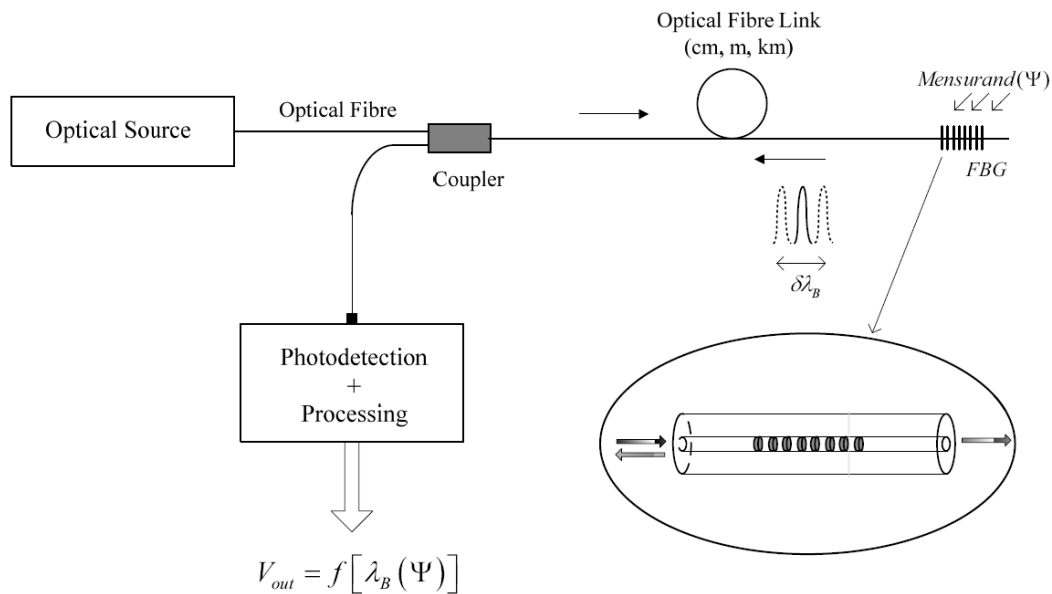 Optical Fibre Link
(cm, m, km)
Mensurand(Ψ)
Optical Source
Optical Fibre
Coupler
FBG
δλ_B
Photodetection
+
Processing
V_out = f[λ_B(Ψ)]